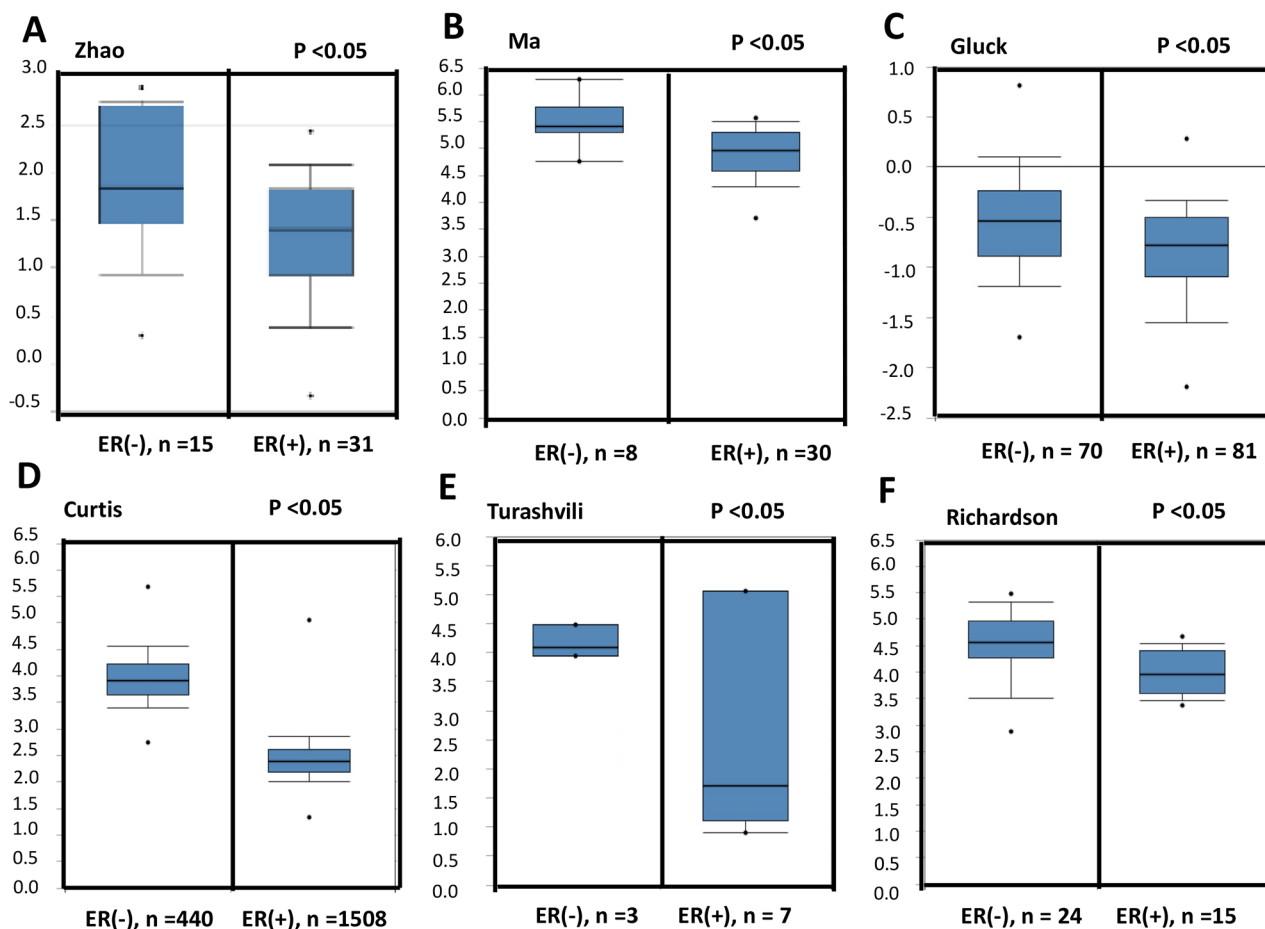 A
Zhao
P <0.05
3.0
2.5
2.0
1.5
1.0
0.5
0.0
-0.5
ER(-), n =15
ER(+), n =31
B
Ma
P <0.05
6.5
6.0
5.5
5.0
4.5
4.0
3.5
3.0
2.5
2.0
1.5
1.0
0.5
0.0
ER(-), n =8
ER(+), n =30
C
Gluck
P <0.05
1.0
0.0
-0.5
-1.0
-1.5
-2.0
-2.5
ER(-), n = 70
ER(+), n = 81
D
Curtis
P <0.05
6.5
6.0
5.5
5.0
4.5
4.0
3.5
3.0
2.5
2.0
1.5
1.0
0.5
0.0
ER(-), n =440
ER(+), n =1508
E
Turashvili
P <0.05
6.0
5.5
5.0
4.5
4.0
3.5
3.0
2.5
2.0
1.5
1.0
0.5
0.0
ER(-), n =3
ER(+), n = 7
F
Richardson
P <0.05
6.5
6.0
5.5
5.0
4.5
4.0
3.5
3.0
2.5
2.0
1.5
1.0
0.5
0.0
ER(-), n = 24
ER(+), n =15